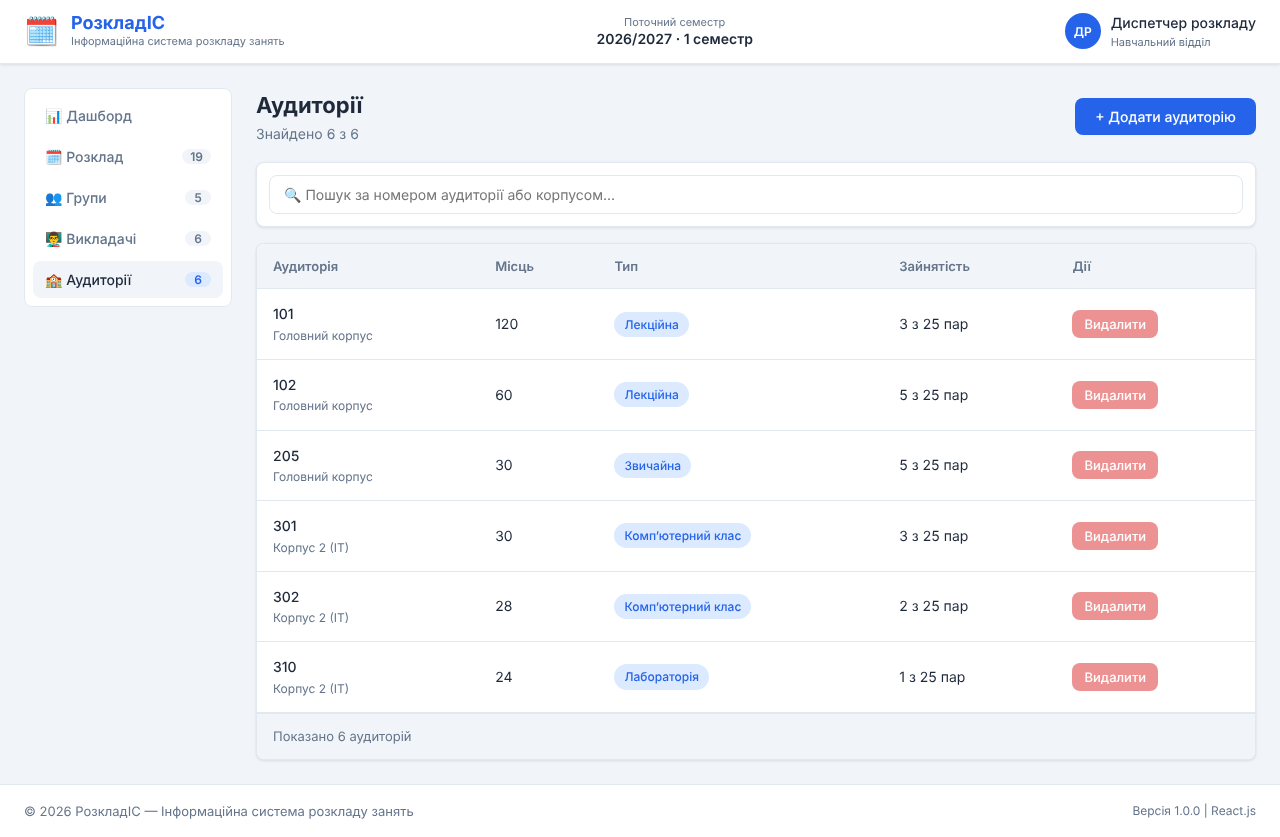 РозкладІС
Інформаційна система розкладу занять
Поточний семестр
2026/2027 · 1 семестр
ДР
Диспетчер розкладу
Навчальний відділ
📊 Дашборд
🗓️ Розклад 19
👥 Групи 5
👨‍🏫 Викладачі 6
🏫 Аудиторії 6
Аудиторії
Знайдено 6 з 6
+ Додати аудиторію
🔍 Пошук за номером аудиторії або корпусом...
Аудиторія Місць Тип Зайнятість Дії
101
Головний корпус
120 Лекційна 3 з 25 пар Видалити
102
Головний корпус
60 Лекційна 5 з 25 пар Видалити
205
Головний корпус
30 Звичайна 5 з 25 пар Видалити
301
Корпус 2 (ІТ)
30 Комп'ютерний клас 3 з 25 пар Видалити
302
Корпус 2 (ІТ)
28 Комп'ютерний клас 2 з 25 пар Видалити
310
Корпус 2 (ІТ)
24 Лабораторія 1 з 25 пар Видалити
Показано 6 аудиторій
© 2026 РозкладІС — Інформаційна система розкладу занять
Версія 1.0.0 | React.js